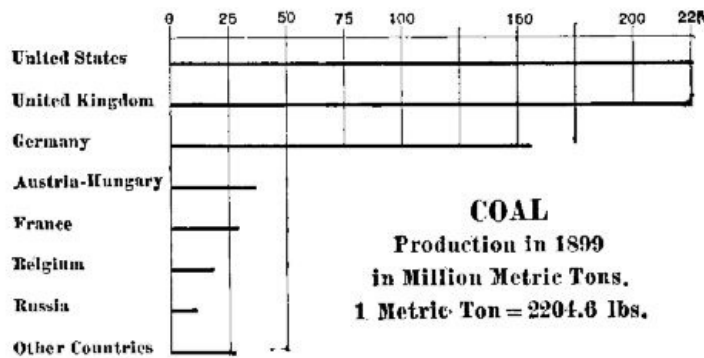 0 25 50 75 100 150 200 225
United States
United Kingdom
Germany
Austria-Hungary
France
Belgium
Russia
Other Countries
COAL
Production in 1899
in Million Metric Tons.
1 Metric Ton = 2204.6 lbs.